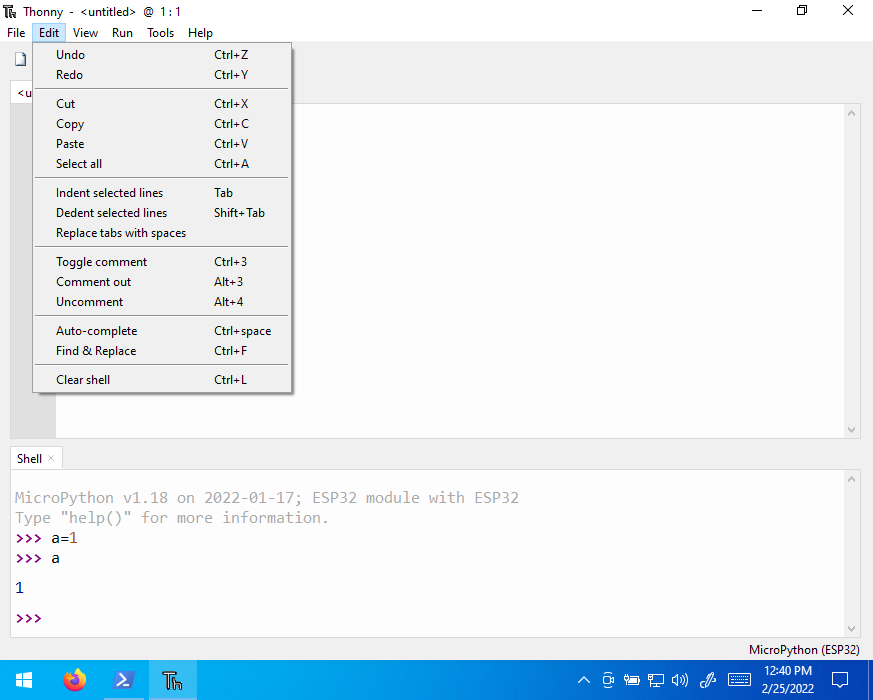 Thonny - <untitled> @ 1 : 1
File Edit View Run Tools Help
Undo Ctrl+Z
Redo Ctrl+Y
<u
Cut Ctrl+X
Copy Ctrl+C
Paste Ctrl+V
Select all Ctrl+A
Indent selected lines Tab
Dedent selected lines Shift+Tab
Replace tabs with spaces
Toggle comment Ctrl+3
Comment out Alt+3
Uncomment Alt+4
Auto-complete Ctrl+space
Find & Replace Ctrl+F
Clear shell Ctrl+L
Shell
MicroPython v1.18 on 2022-01-17; ESP32 module with ESP32
Type "help()" for more information.
>>> a=1
>>> a
1
>>>
MicroPython (ESP32)
Th
12:40 PM
2/25/2022